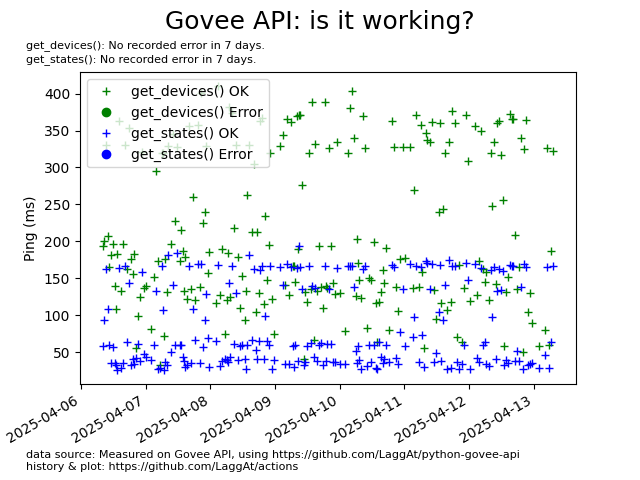 Govee API: is it working?
get_devices(): No recorded error in 7 days.
get_states(): No recorded error in 7 days.
get_devices() OK
get_devices() Error
get_states() OK
get_states() Error
Ping (ms)
400
350
300
250
200
150
100
50
2025-04-06
2025-04-07
2025-04-08
2025-04-09
2025-04-10
2025-04-11
2025-04-12
2025-04-13
data source: Measured on Govee API, using https://github.com/LaggAt/python-govee-api
history & plot: https://github.com/LaggAt/actions